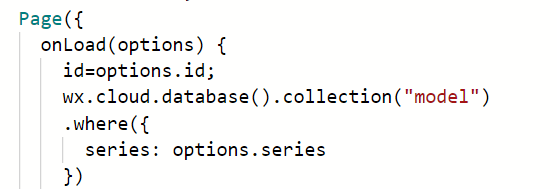 Page({
onLoad(options) {
id=options.id;
wx.cloud.database().collection("model")
.where({
series: options.series
})